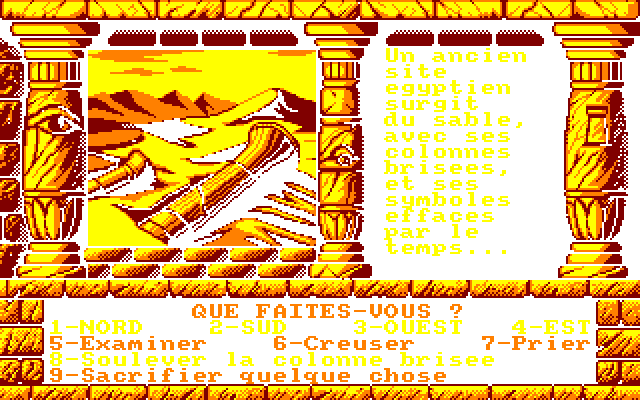 Un ancien
site
egyptien
surgit
du sable,
avec ses
colonnes
brisees,
et ses
symboles
effaces
par le
temps...
QUE FAITES-VOUS ?
1-NORD 2-SUD 3-OUEST 4-EST
5-Examiner 6-Creuser 7-Prier
8-Soulever la colonne brisee
9-Sacrifier quelque chose